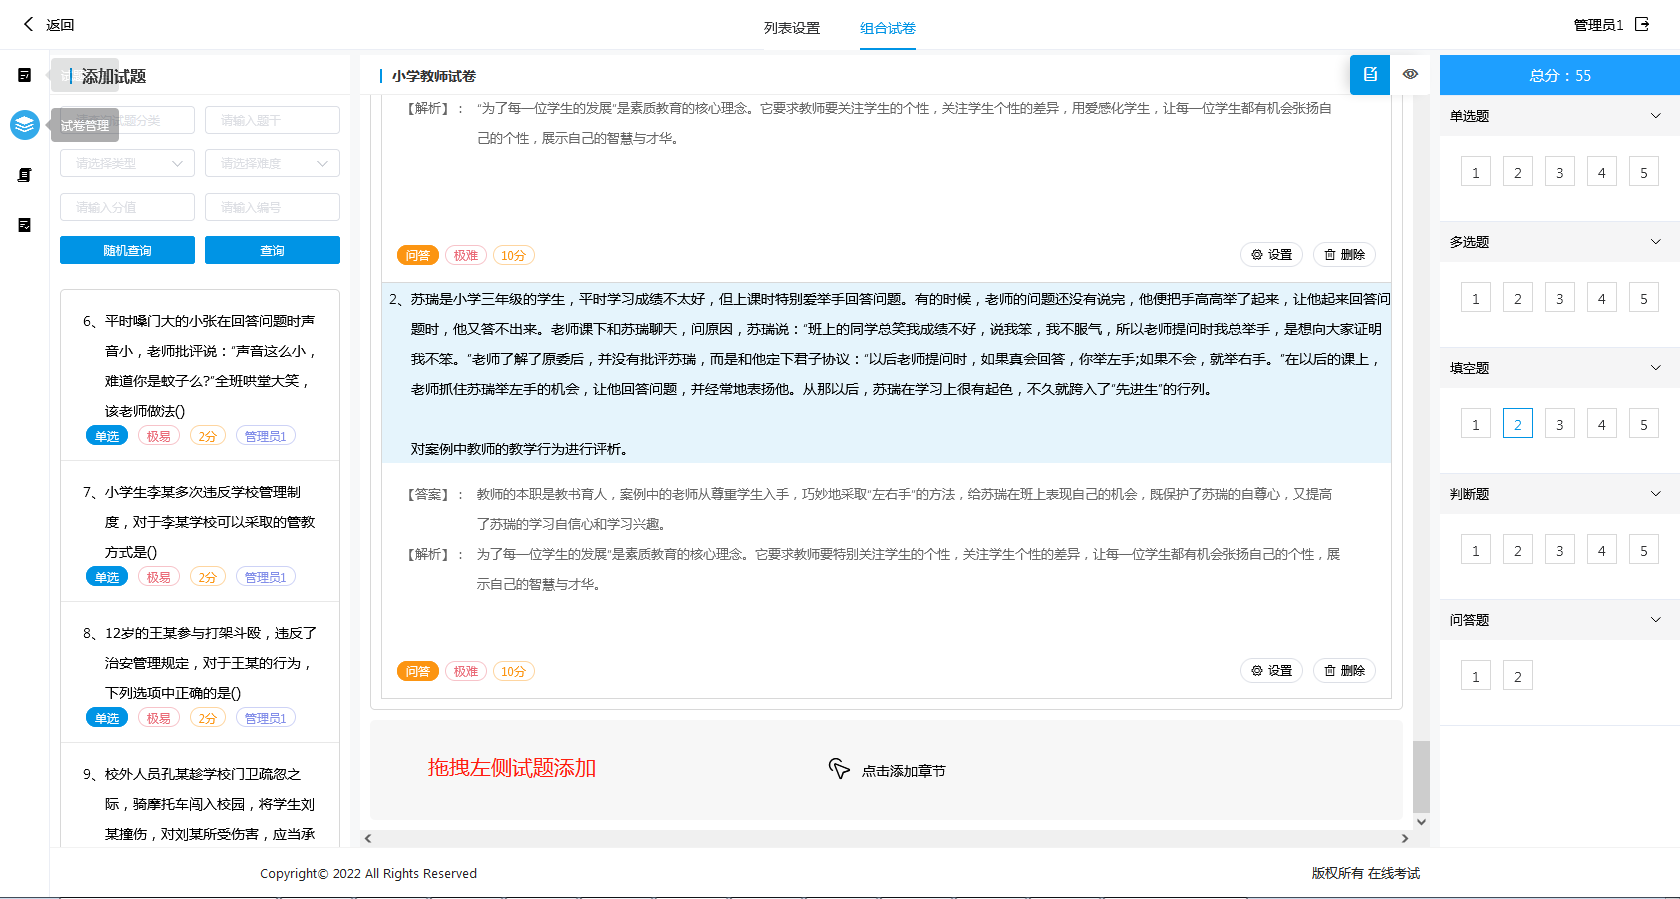 返回
列表设置
组合试卷
管理员1
添加试题
试卷管理
请输入题干
请选择类型
请选择难度
请输入分值
请输入编号
随机查询
查询
6、平时嗓门大的小张在回答问题时声
音小，老师批评说："声音这么小，
难道你是蚊子么?"全班哄堂大笑，
该老师做法()
单选 极易 2分 管理员1
7、小学生李某多次违反学校管理制
度，对于李某学校可以采取的管教
方式是()
单选 极易 2分 管理员1
8、12岁的王某参与打架斗殴，违反了
治安管理规定，对于王某的行为，
下列选项中正确的是()
单选 极易 2分 管理员1
9、校外人员孔某趁学校门卫疏忽之
际，骑摩托车闯入校园，将学生刘
某撞伤，对刘某所受伤害，应当承
小学教师试卷
【解析】： "为了每一位学生的发展"是素质教育的核心理念。它要求教师要关注学生的个性，关注学生个性的差异，用爱感化学生，让每一位学生都有机会张扬自
己的个性，展示自己的智慧与才华。
问答 极难 10分 设置 删除
2、苏瑞是小学三年级的学生，平时学习成绩不太好，但上课时特别爱举手回答问题。有的时候，老师的问题还没有说完，他便把手高高举了起来，让他起来回答问
题时，他又答不出来。老师课下和苏瑞聊天，问原因，苏瑞说："班上的同学总笑我成绩不好，说我笨，我不服气，所以老师提问时我总举手，是想向大家证明
我不笨。"老师了解了原委后，并没有批评苏瑞，而是和他定下君子协议："以后老师提问时，如果真会回答，你举左手;如果不会，就举右手。"在以后的课上，
老师抓住苏瑞举左手的机会，让他回答问题，并经常地表扬他。从那以后，苏瑞在学习上很有起色，不久就跨入了"先进生"的行列。
对案例中教师的教学行为进行评析。
【答案】： 教师的本职是教书育人，案例中的老师从尊重学生入手，巧妙地采取"左右手"的方法，给苏瑞在班上表现自己的机会，既保护了苏瑞的自尊心，又提高
了苏瑞的学习自信心和学习兴趣。
【解析】： 为了每一位学生的发展"是素质教育的核心理念。它要求教师要特别关注学生的个性，关注学生个性的差异，让每一位学生都有机会张扬自己的个性，展
示自己的智慧与才华。
问答 极难 10分 设置 删除
拖拽左侧试题添加
点击添加章节
总分：55
单选题
1 2 3 4 5
多选题
1 2 3 4 5
填空题
1 2 3 4 5
判断题
1 2 3 4 5
问答题
1 2
Copyright© 2022 All Rights Reserved
版权所有 在线考试